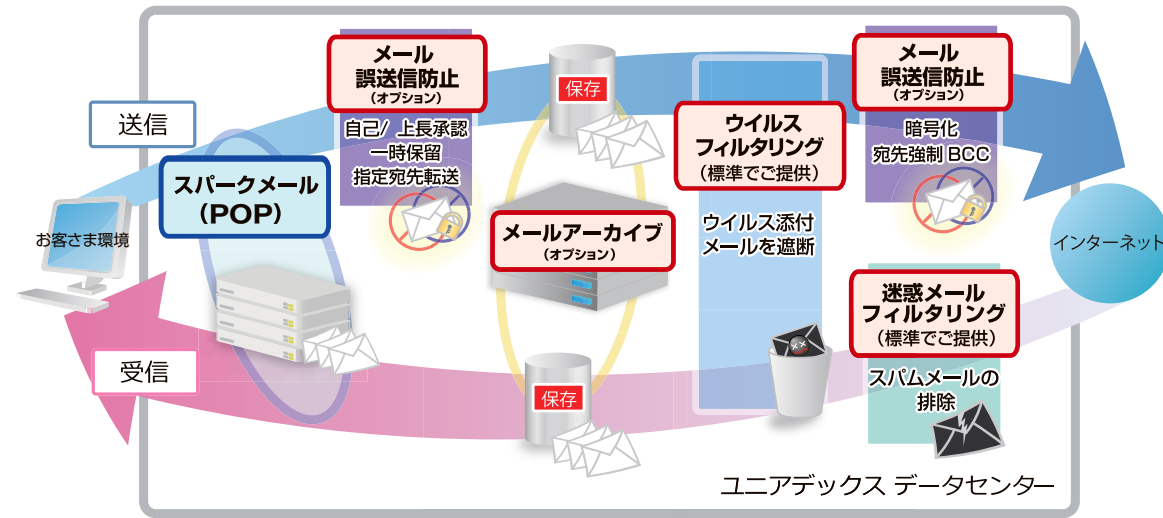 送信
お客さま環境
受信
スパークメール
（POP）
メール
誤送信防止
（オプション）
自己/ 上長承認
一時保留
指定宛先転送
保存
メールアーカイブ
（オプション）
保存
ウイルス
フィルタリング
（標準でご提供）
ウイルス添付
メールを遮断
メール
誤送信防止
（オプション）
暗号化
宛先強制 BCC
迷惑メール
フィルタリング
（標準でご提供）
スパムメールの
排除
インターネット
ユニアデックス データセンター